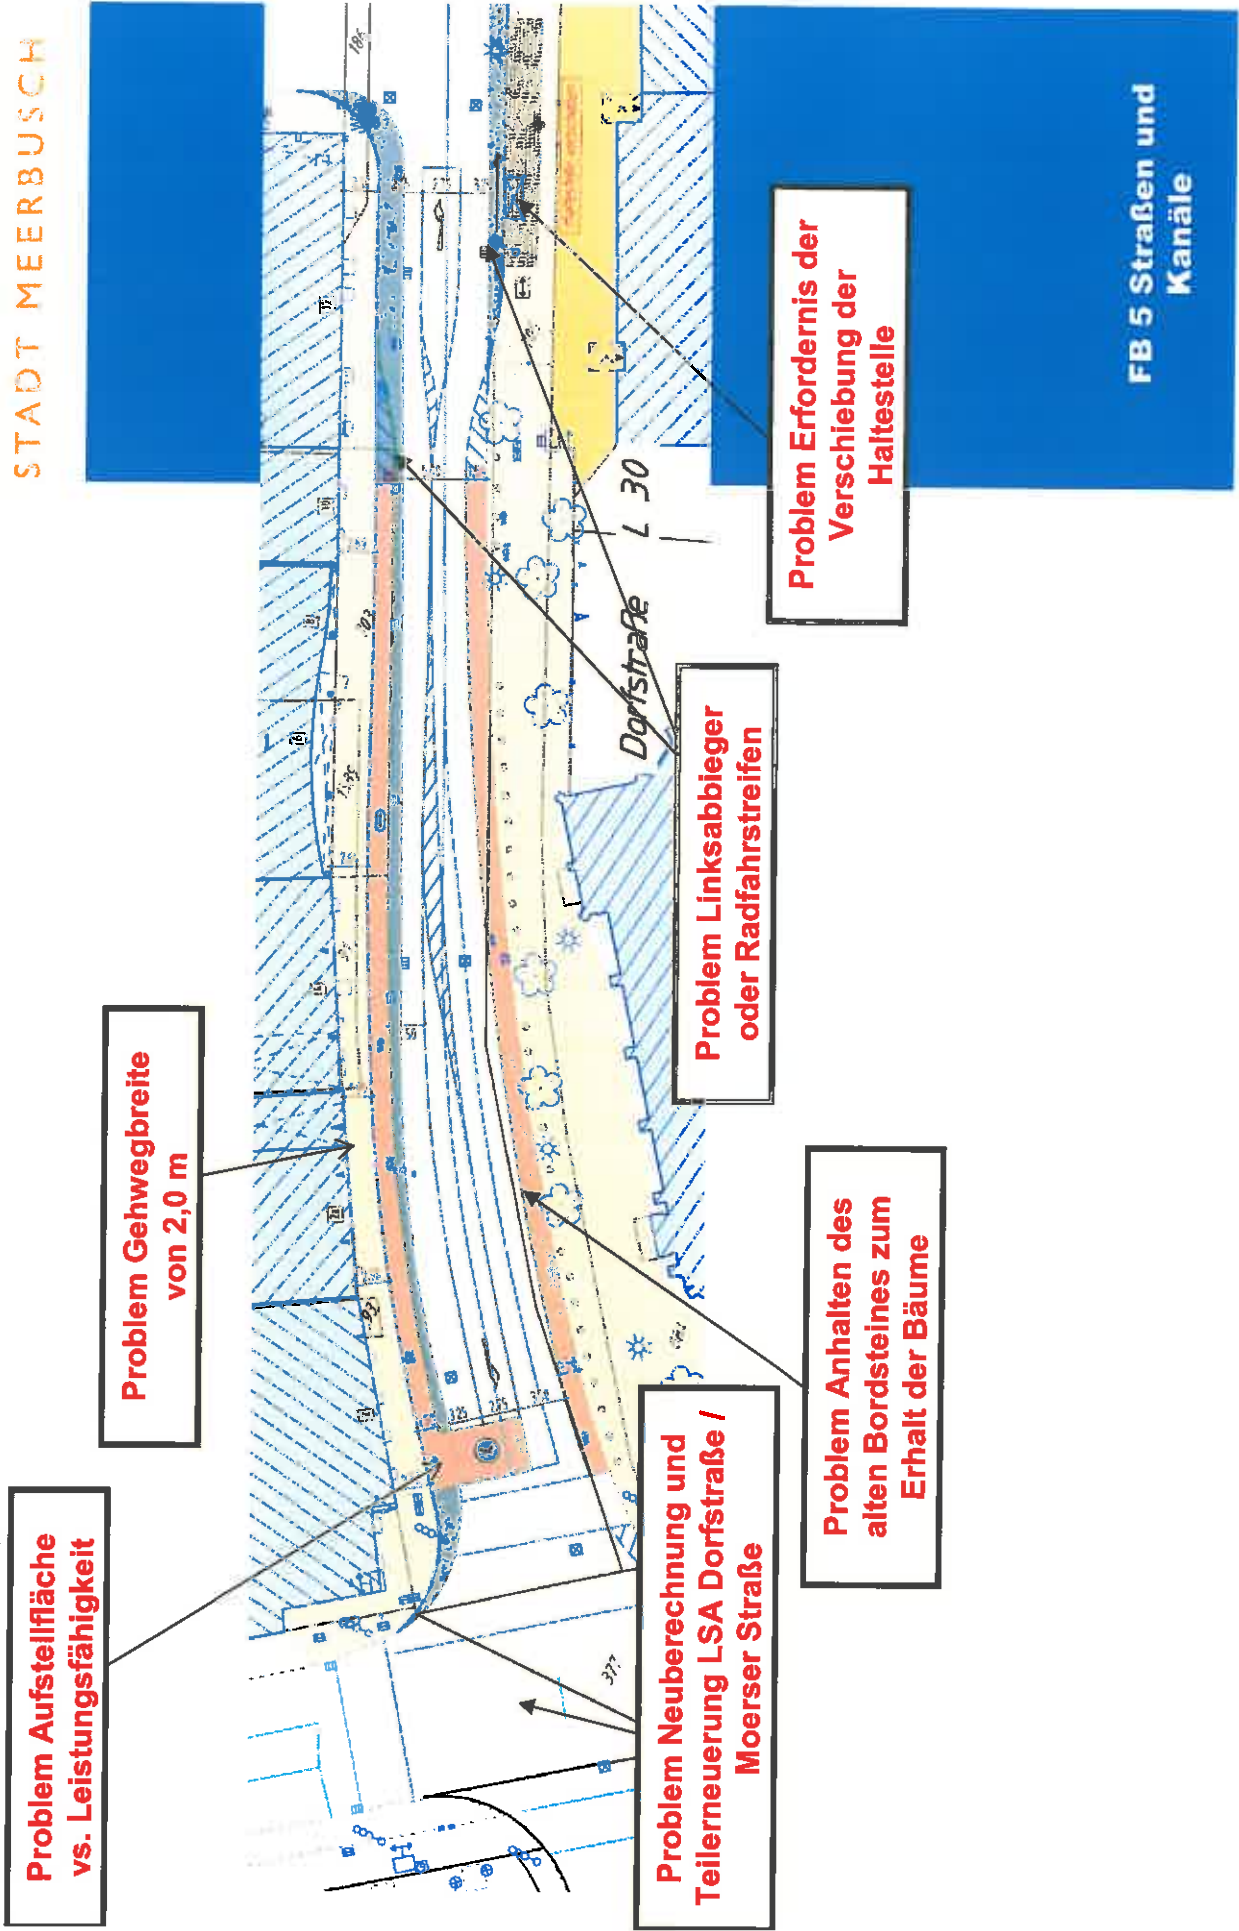 STADT MEERBUSCH
Problem Aufstellfläche
vs. Leistungsfähigkeit
Problem Gehwegbreite
von 2,0 m
Problem Neuberechnung und
Teilerneuerung LSA Dorfstraße /
Moerser Straße
Problem Anhalten des
alten Bordsteines zum
Erhalt der Bäume
Problem Linksabbieger
oder Radfahrstreifen
Problem Erfordernis der
Verschiebung der
Haltestelle
Dorfstraße L 30
377
FB 5 Straßen und
Kanäle